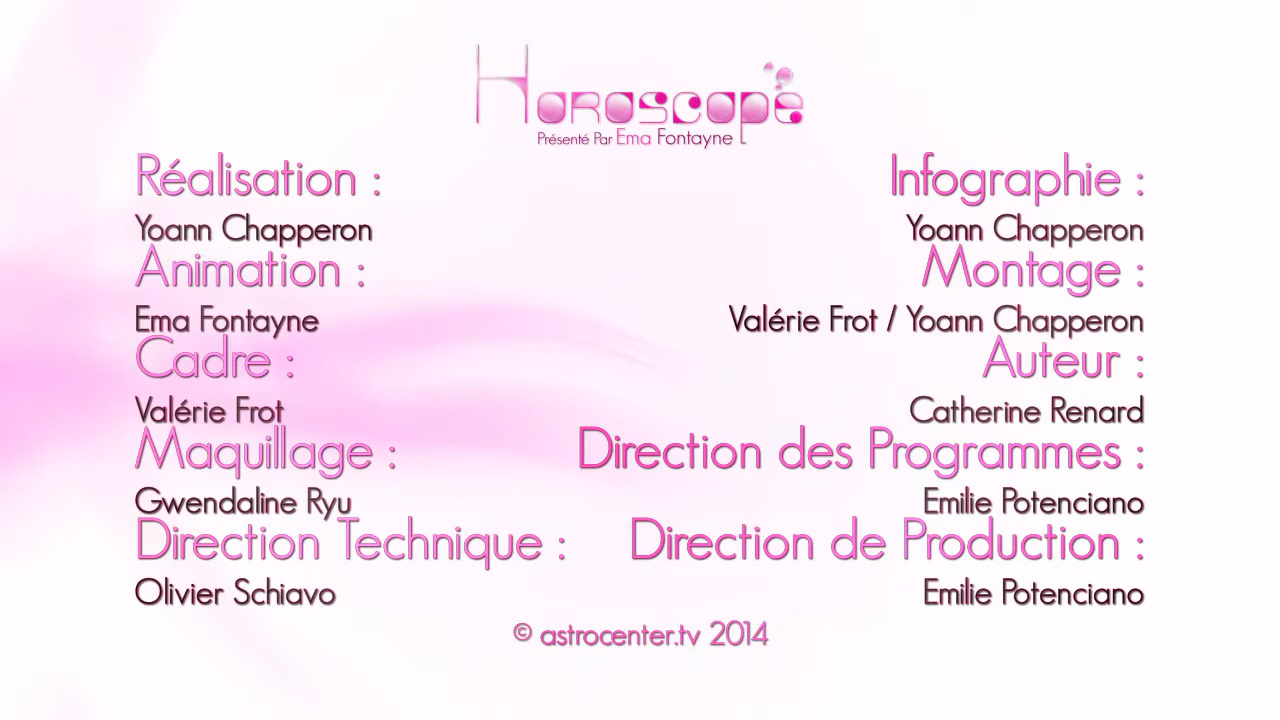 Horoscope
Présenté Par Ema Fontayne
Réalisation :
Yoann Chapperon
Animation :
Ema Fontayne
Cadre :
Valérie Frot
Maquillage :
Gwendaline Ryu
Direction Technique :
Olivier Schiavo
Infographie :
Yoann Chapperon
Montage :
Valérie Frot / Yoann Chapperon
Auteur :
Catherine Renard
Direction des Programmes :
Emilie Potenciano
Direction de Production :
Emilie Potenciano
© astrocenter.tv 2014